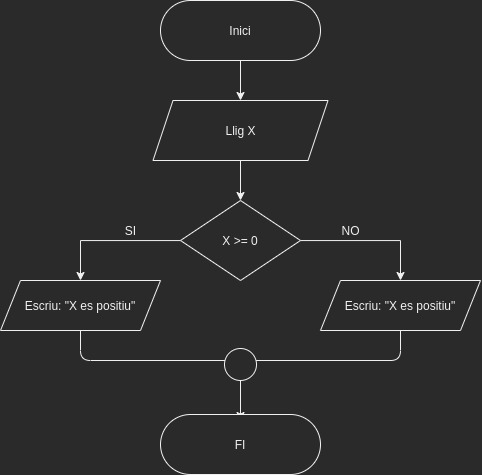 Inici
Llig X
SI
X >= 0
NO
Escriu: "X es positiu"
Escriu: "X es positiu"
FI